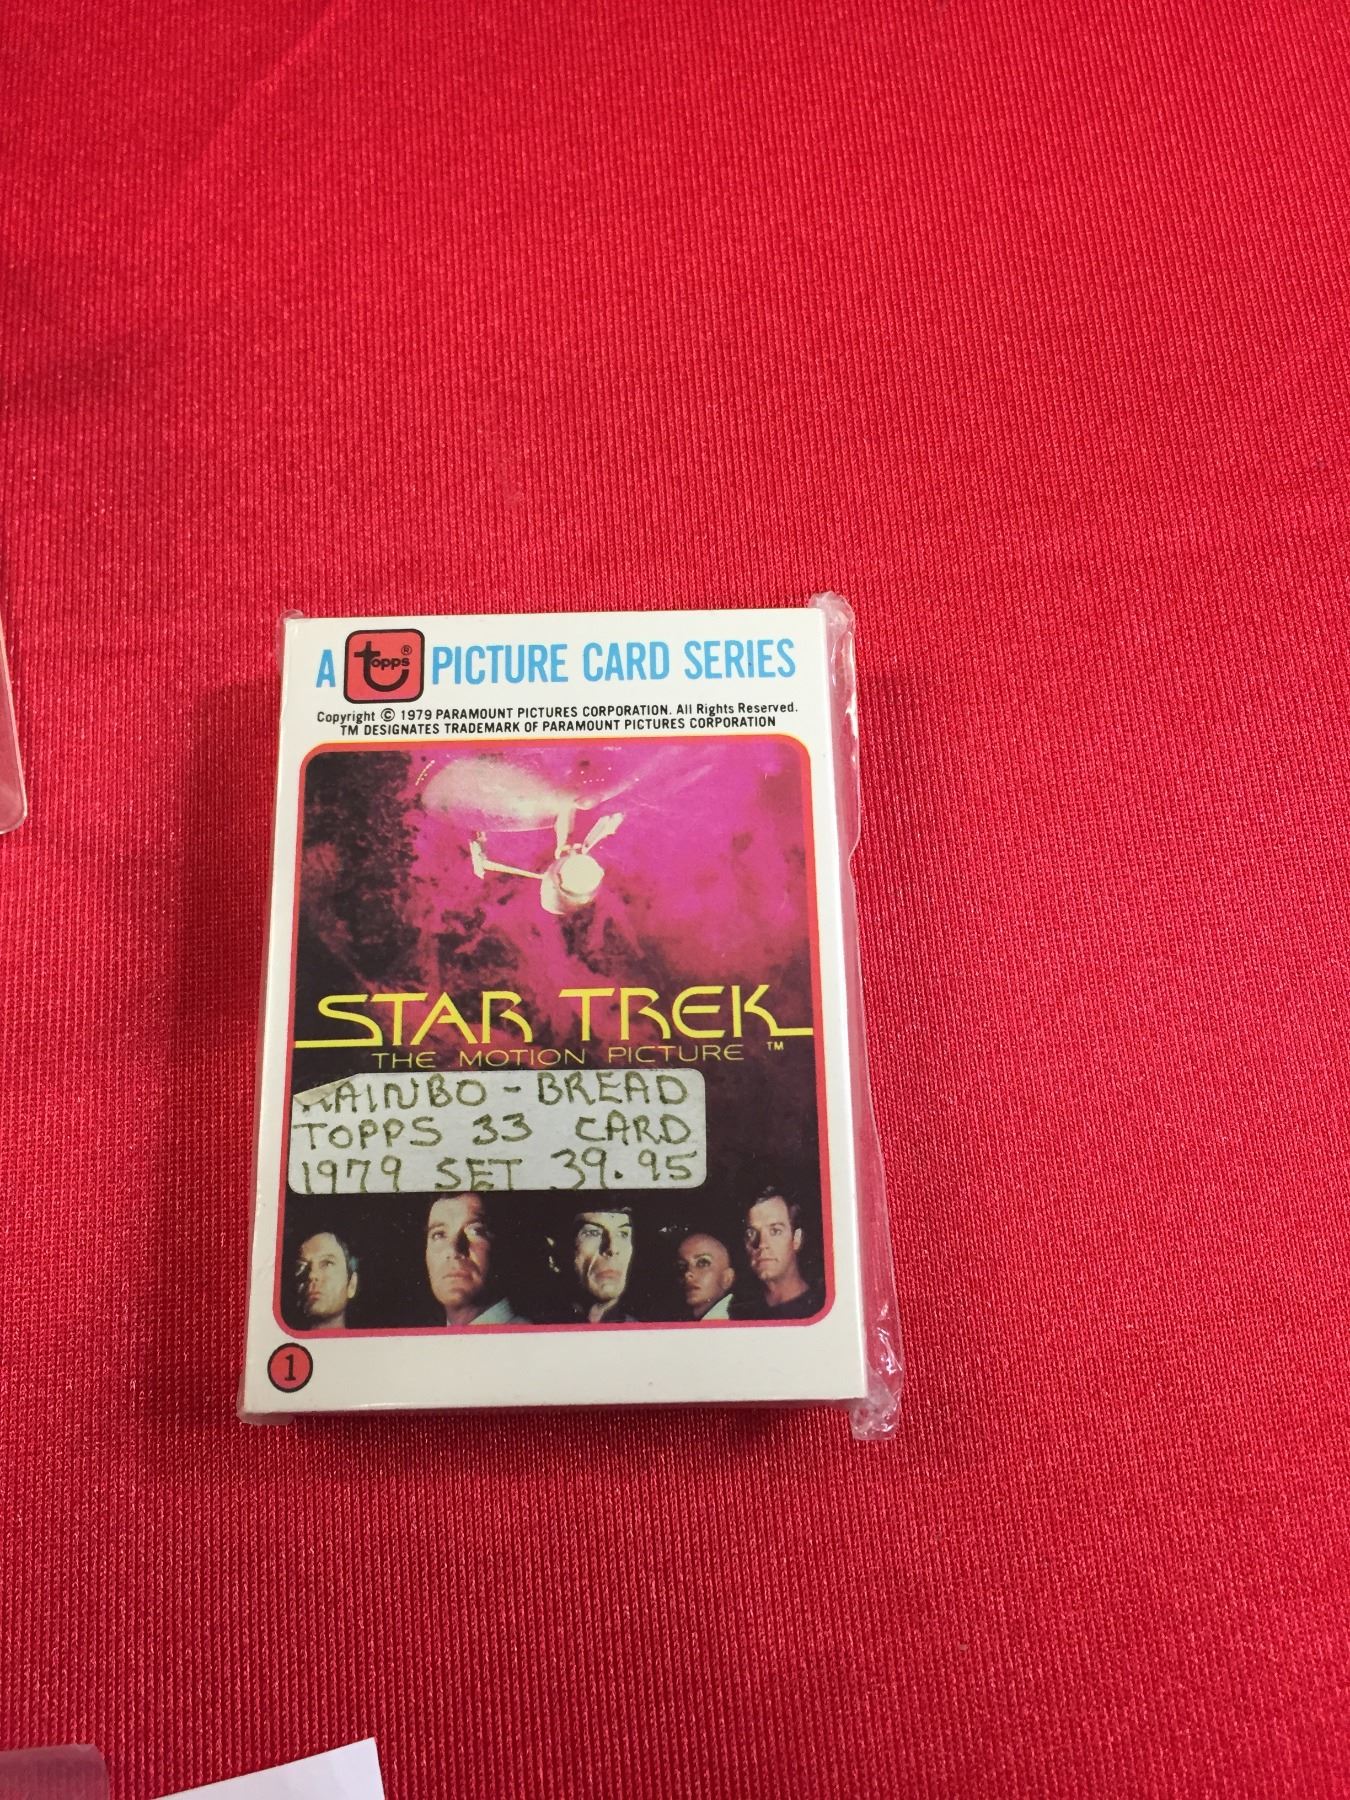 A topps® PICTURE CARD SERIES
Copyright © 1979 PARAMOUNT PICTURES CORPORATION. All Rights Reserved.
TM DESIGNATES TRADEMARK OF PARAMOUNT PICTURES CORPORATION
STAR TREK
THE MOTION PICTURE ™
RAINBO - BREAD
TOPPS 33 CARD
1979 SET 39.95
1